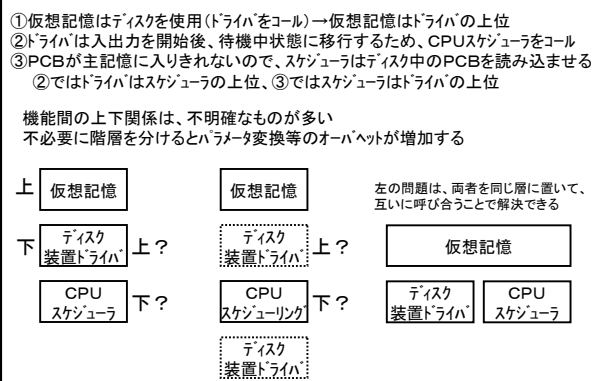 ①仮想記憶はﾃﾞｨｽｸを使用(ﾄﾞﾗｲﾊﾞをコール)→仮想記憶はﾄﾞﾗｲﾊﾞの上位
②ﾄﾞﾗｲﾊﾞは入出力を開始後、待機中状態に移行するため、CPUｽｹｼﾞｭｰﾗをｺｰﾙ
③PCBが主記憶に入りきれないので、ｽｹｼﾞｭｰﾗはﾃﾞｨｽｸ中のPCBを読み込ませる
②ではﾄﾞﾗｲﾊﾞはｽｹｼﾞｭｰﾗの上位、③ではｽｹｼﾞｭｰﾗはﾄﾞﾗｲﾊﾞの上位
機能間の上下関係は、不明確なものが多い
不必要に階層を分けるとﾊﾟﾗﾒｰﾀ変換等のｵｰﾊﾞﾍｯﾄが増加する
上 仮想記憶
下 ﾃﾞｨｽｸ
装置ﾄﾞﾗｲﾊﾞ 上?
CPU
ｽｹｼﾞｭｰﾗ 下?
仮想記憶
ﾃﾞｨｽｸ
装置ﾄﾞﾗｲﾊﾞ 上?
CPU
ｽｹｼﾞｭｰﾘﾝｸﾞ 下?
ﾃﾞｨｽｸ
装置ﾄﾞﾗｲﾊﾞ
左の問題は、両者を同じ層に置いて、
互いに呼び合うことで解決できる
仮想記憶
ﾃﾞｨｽｸ
装置ﾄﾞﾗｲﾊﾞ
CPU
ｽｹｼﾞｭｰﾗ